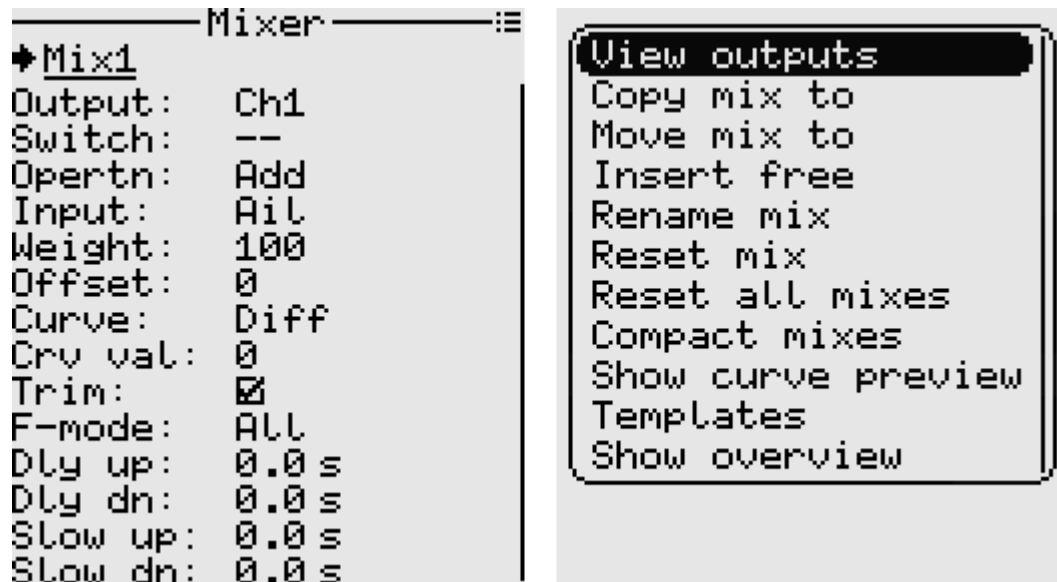 Mixer
Mix1
Output: Ch1
Switch: --
Opertn: Add
Input: Ail
Weight: 100
Offset: 0
Curve: Diff
Crv val: 0
Trim:
F-mode: All
Dly up: 0.0 s
Dly dn: 0.0 s
Slow up: 0.0 s
Slow dn: 0.0 s
View outputs
Copy mix to
Move mix to
Insert free
Rename mix
Reset mix
Reset all mixes
Compact mixes
Show curve preview
Templates
Show overview